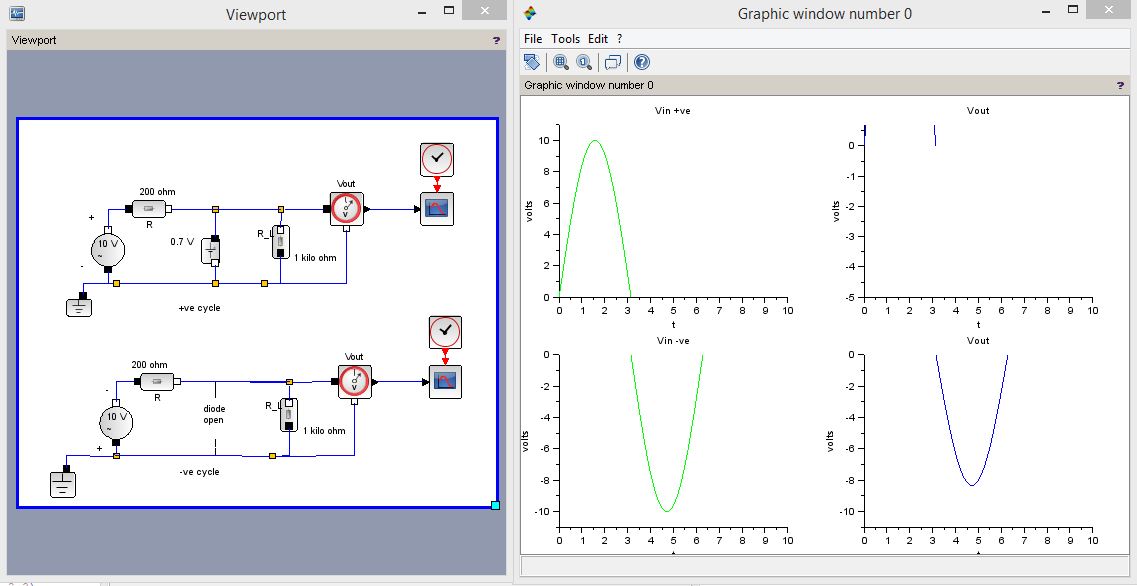 Viewport
Viewport ?
200 ohm
R
+
10 V
~
-
0.7 V
R_L
1 kilo ohm
Vout
V
+ve cycle
200 ohm
R
-
10 V
~
+
diode
open
R_L
1 kilo ohm
Vout
V
-ve cycle
Graphic window number 0
File Tools Edit ?
Graphic window number 0 ?
Vin +ve
volts
10
8
6
4
2
0
0 1 2 3 4 5 6 7 8 9 10
t
Vout
volts
0
-1
-2
-3
-4
-5
0 1 2 3 4 5 6 7 8 9 10
t
Vin -ve
volts
0
-2
-4
-6
-8
-10
0 1 2 3 4 5 6 7 8 9 10
Vout
volts
0
-2
-4
-6
-8
-10
0 1 2 3 4 5 6 7 8 9 10